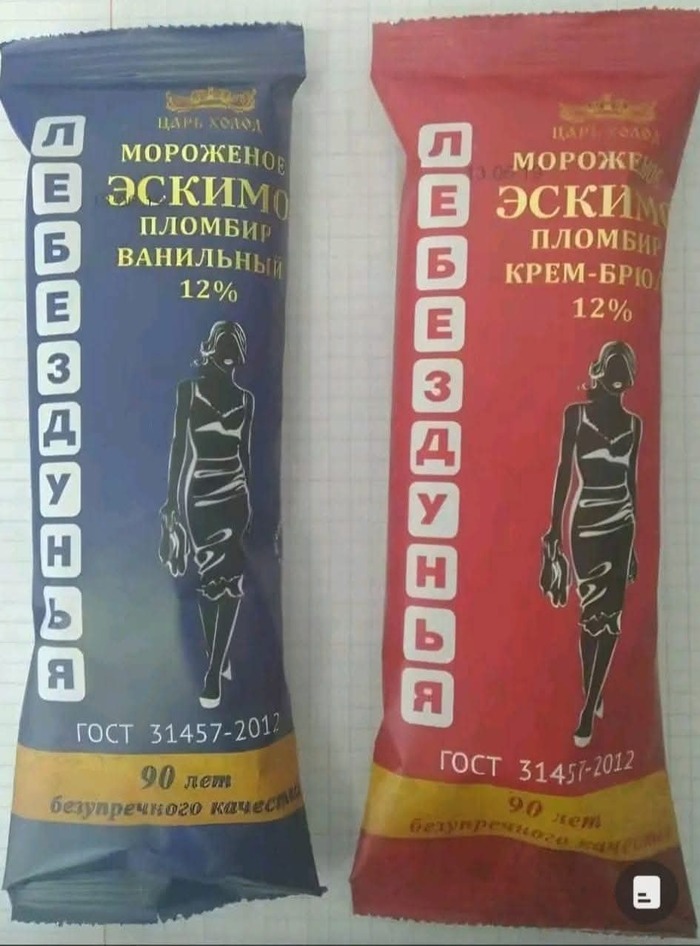 ЦАРЬ ХОЛОД
МОРОЖЕНОЕ
ЭСКИМО
ПЛОМБИР
ВАНИЛЬНЫЙ
12%
ЛЕБЕЗДУНЬЯ
ГОСТ 31457-2012
90 лет
безупречного качества
ЦАРЬ ХОЛОД
МОРОЖЕНОЕ
ЭСКИМО
ПЛОМБИР
КРЕМ-БРЮЛ
12%
ЛЕБЕЗДУНЬЯ
ГОСТ 31457-2012
90 лет
безупречного качества